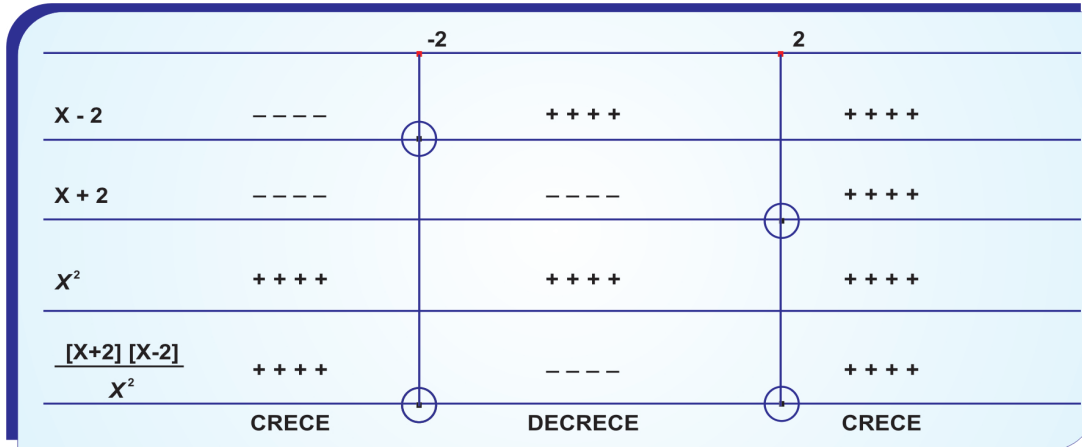 -2 2
X - 2 – – – – + + + + + + + +
X + 2 – – – – – – – – + + + +
X² + + + + + + + + + + + +
[X+2] [X-2]
X² + + + + – – – – + + + +
CRECE DECRECE CRECE